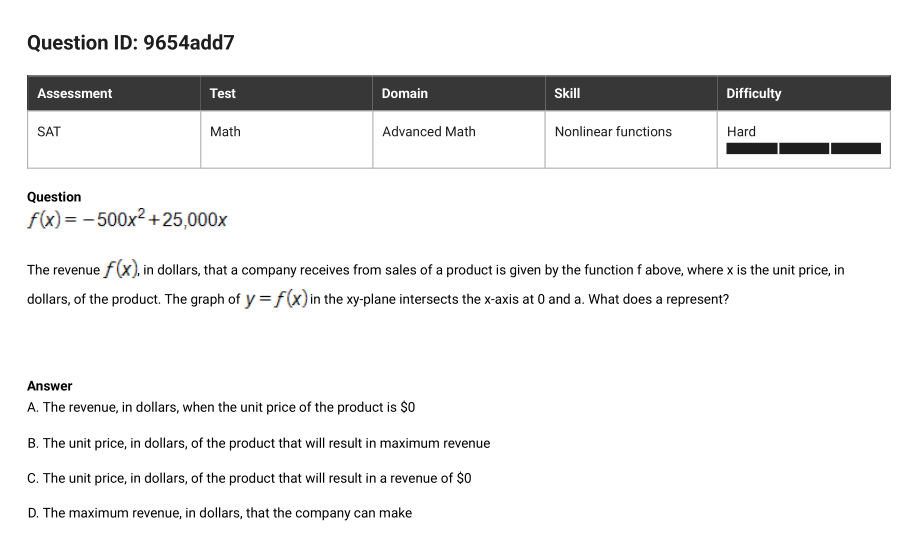 Question ID: 9654add7
Assessment Test Domain Skill Difficulty
SAT Math Advanced Math Nonlinear functions Hard
Question
f(x) = −500x² + 25,000x
The revenue f(x), in dollars, that a company receives from sales of a product is given by the function f above, where x is the unit price, in
dollars, of the product. The graph of y = f(x) in the xy-plane intersects the x-axis at 0 and a. What does a represent?
Answer
A. The revenue, in dollars, when the unit price of the product is $0
B. The unit price, in dollars, of the product that will result in maximum revenue
C. The unit price, in dollars, of the product that will result in a revenue of $0
D. The maximum revenue, in dollars, that the company can make